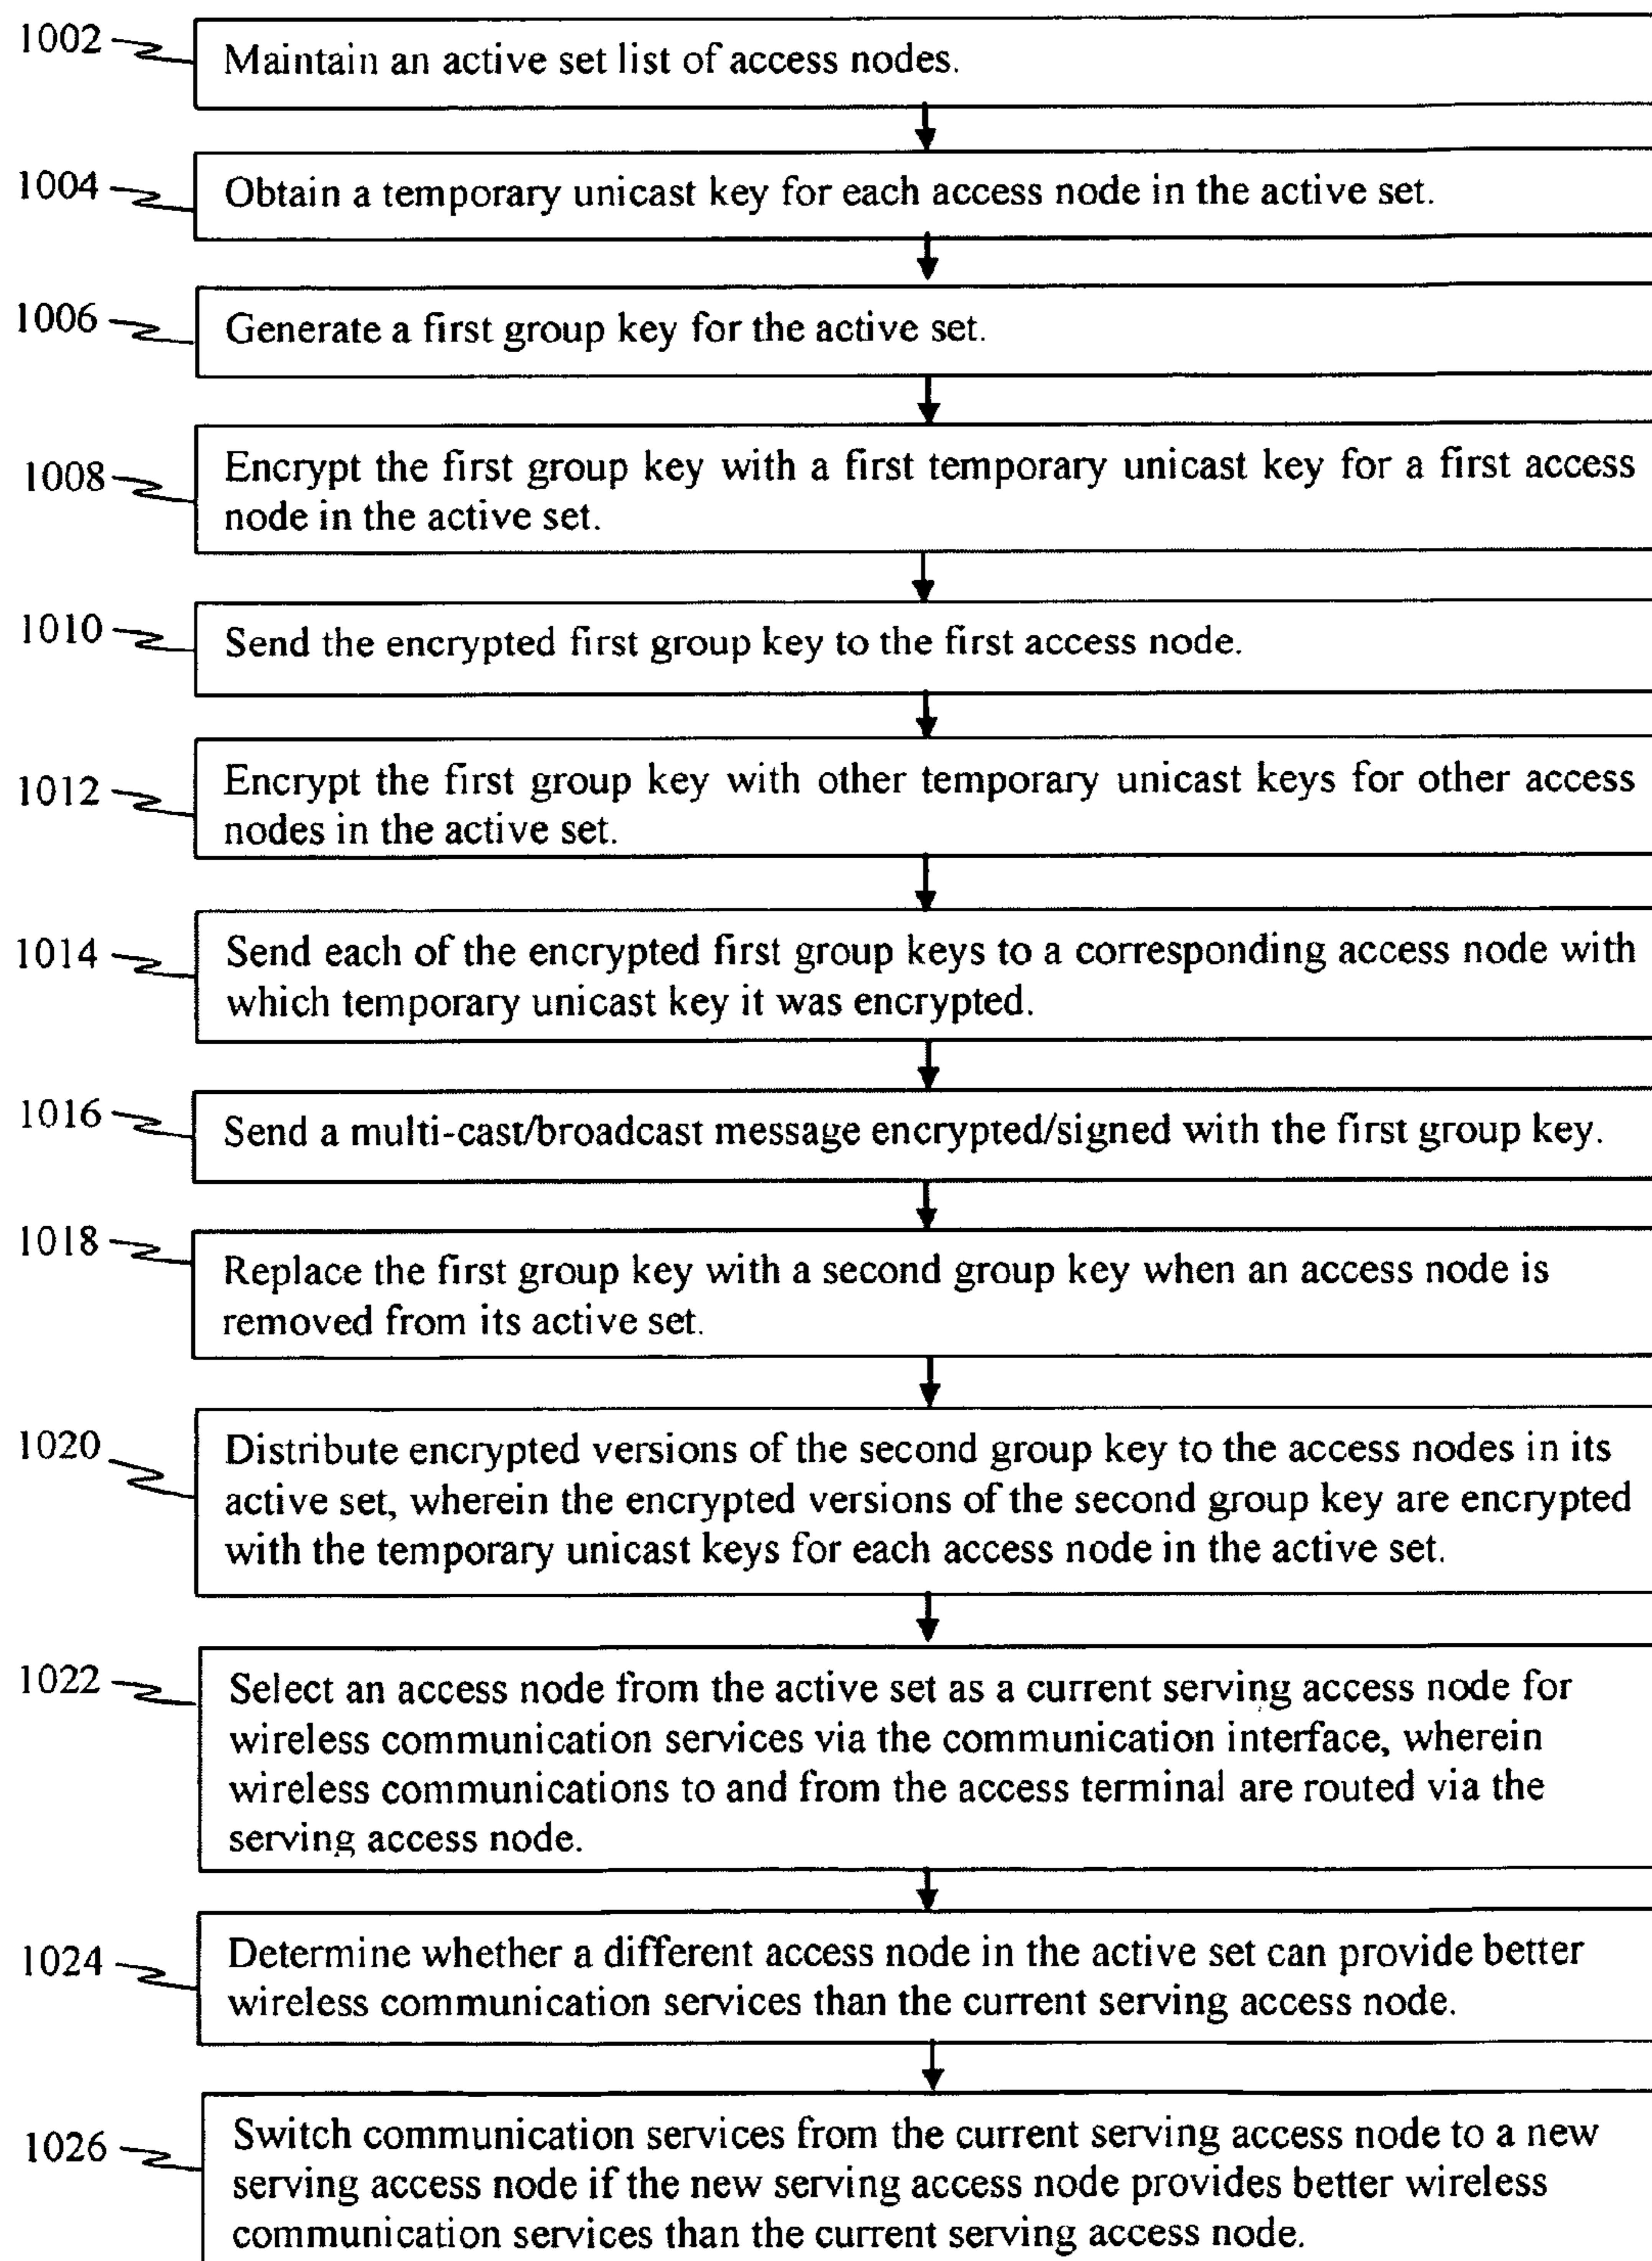 1002
Maintain an active set list of access nodes.
1004
Obtain a temporary unicast key for each access node in the active set.
1006
Generate a first group key for the active set.
1008
Encrypt the first group key with a first temporary unicast key for a first access
node in the active set.
1010
Send the encrypted first group key to the first access node.
1012
Encrypt the first group key with other temporary unicast keys for other access
nodes in the active set.
1014
Send each of the encrypted first group keys to a corresponding access node with
which temporary unicast key it was encrypted.
1016
Send a multi-cast/broadcast message encrypted/signed with the first group key.
1018
Replace the first group key with a second group key when an access node is
removed from its active set.
1020
Distribute encrypted versions of the second group key to the access nodes in its
active set, wherein the encrypted versions of the second group key are encrypted
with the temporary unicast keys for each access node in the active set.
1022
Select an access node from the active set as a current serving access node for
wireless communication services via the communication interface, wherein
wireless communications to and from the access terminal are routed via the
serving access node.
1024
Determine whether a different access node in the active set can provide better
wireless communication services than the current serving access node.
1026
Switch communication services from the current serving access node to a new
serving access node if the new serving access node provides better wireless
communication services than the current serving access node.